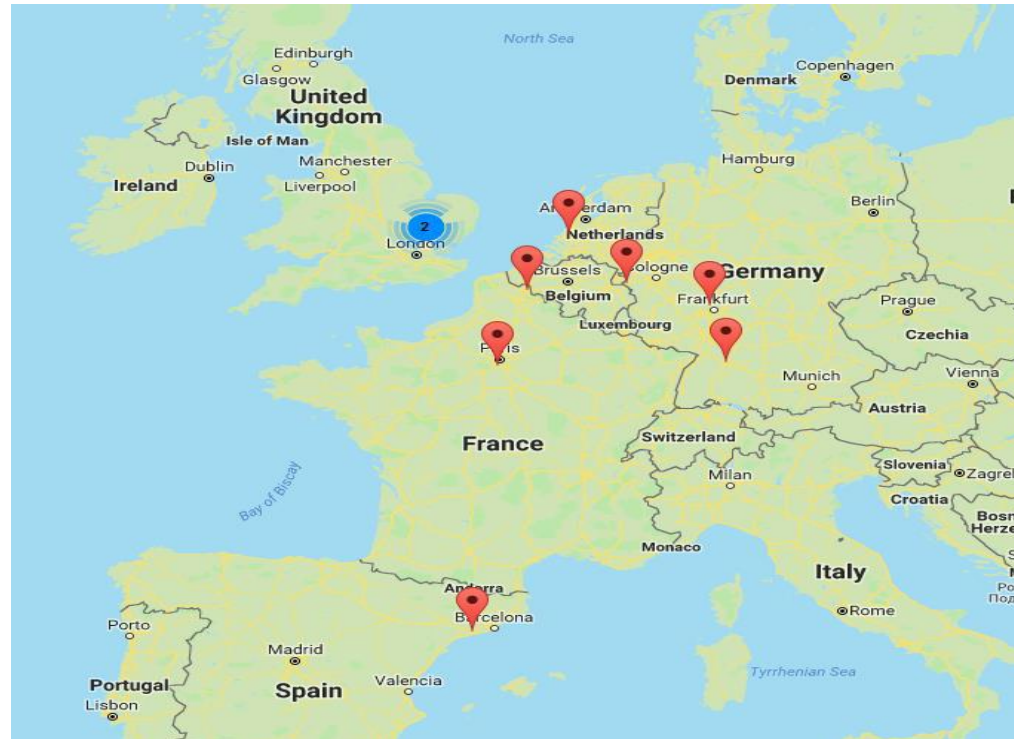 North Sea
Edinburgh
Glasgow
United
Kingdom
Isle of Man
Dublin
Ireland
Manchester
Liverpool
2
London
Copenhagen
Denmark
Hamburg
Berlin
Netherlands
Brussels
Belgium
Germany
Frankfurt
Luxembourg
Prague
Czechia
Paris
Munich
Vienna
Austria
France
Switzerland
Milan
Slovenia
Croatia
Bay of Biscay
Monaco
Italy
Rome
Porto
Madrid
Portugal
Spain
Valencia
Lisbon
Tyrrhenian Sea